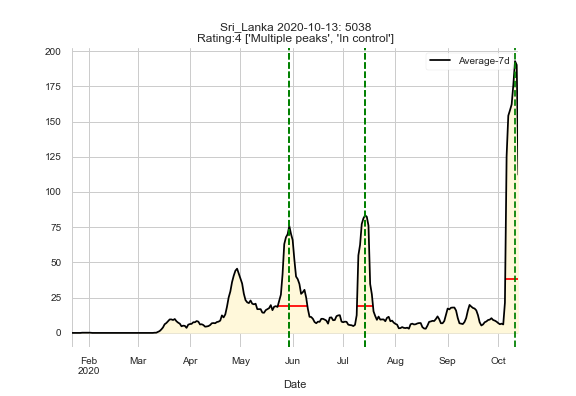 Sri_Lanka 2020-10-13: 5038
Rating:4 ['Multiple peaks', 'In control']
Average-7d
200
175
150
125
100
75
50
25
0
Feb Mar Apr May Jun Jul Aug Sep Oct
2020
Date